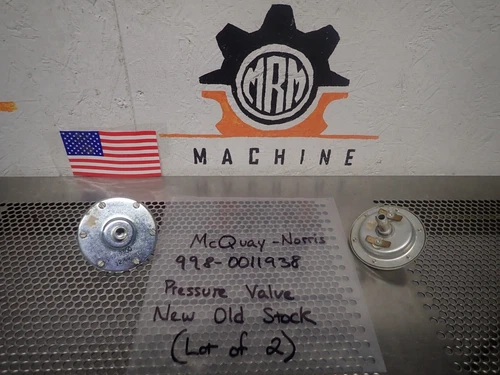 MRM
MACHINE
McQuay-Norris
998-0011938
Pressure Valve
New Old Stock
(Lot of 2)